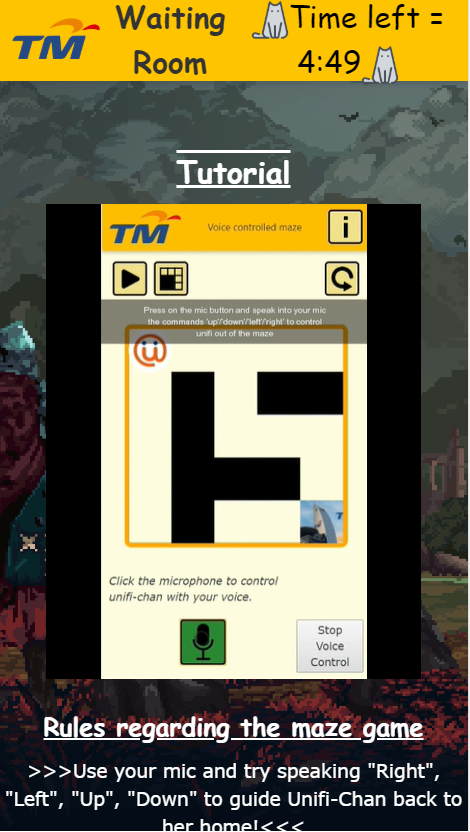 TM
Waiting
Room
Time left =
4:49
Tutorial
TM
Voice controlled maze
i
Press on the mic button and speak into your mic
the commands 'up'/'down'/'left'/'right' to control
unifi out of the maze
Click the microphone to control
unifi-chan with your voice.
Stop
Voice
Control
Rules regarding the maze game
>>>Use your mic and try speaking "Right",
"Left", "Up", "Down" to guide Unifi-Chan back to
her home!<<<